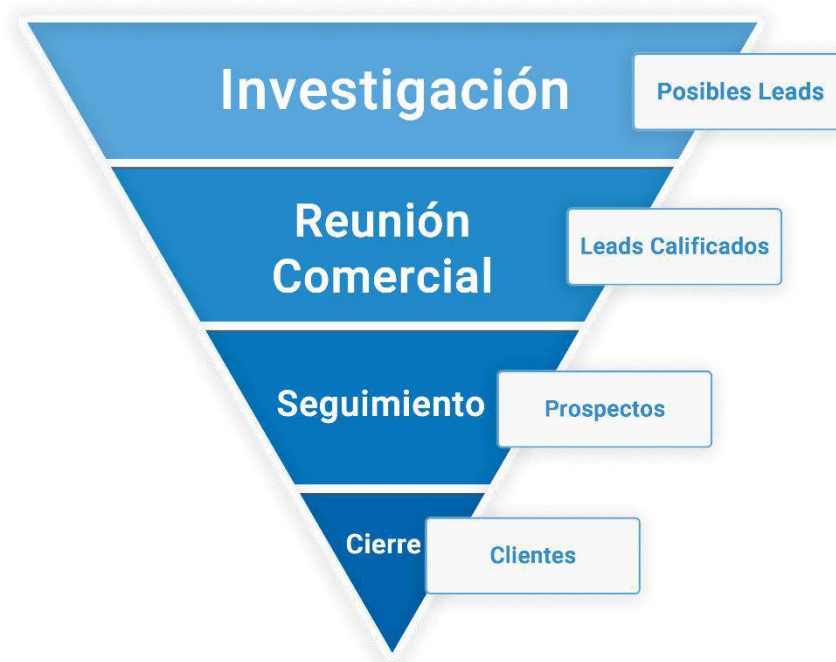 Investigación
Posibles Leads
Reunión
Comercial
Leads Calificados
Seguimiento
Prospectos
Cierre
Clientes